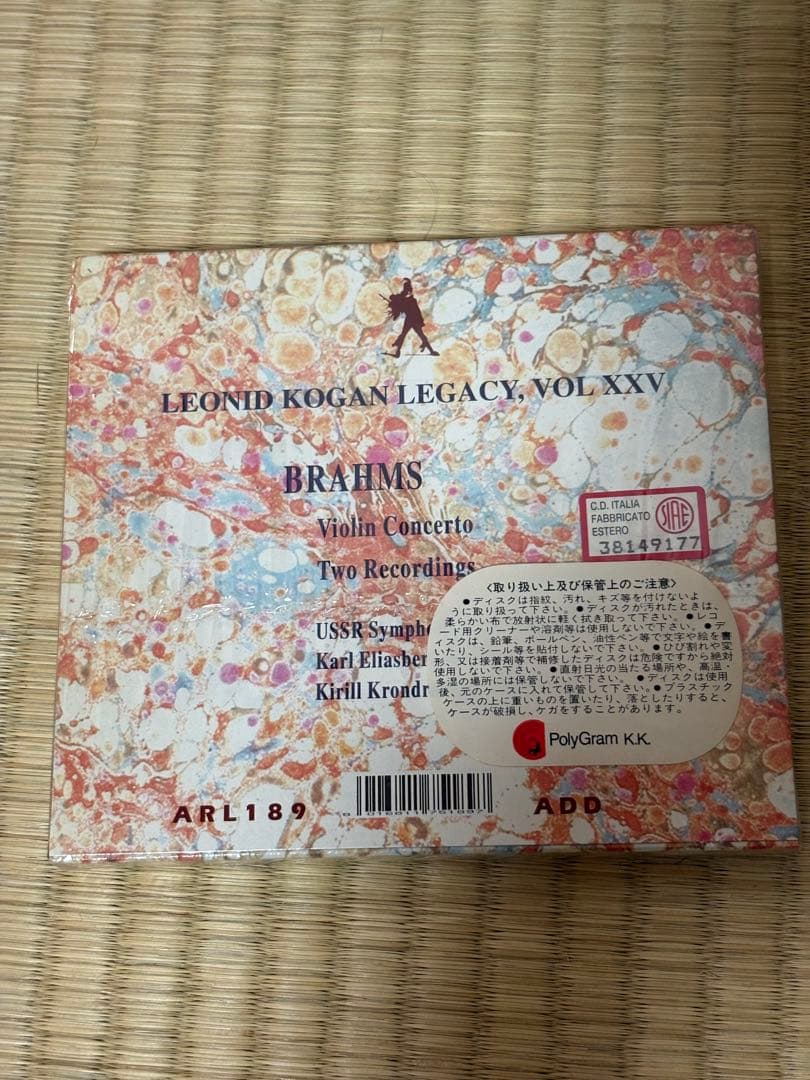 LEONID KOGAN LEGACY, VOL XXV
BRAHMS
Violin Concerto
Two Recordings
C.D. ITALIA
FABBRICATO
ESTERO
SIAE
38149177
USSR Sympho
Karl Eliasber
Kirill Krondr
〈取り扱い上及び保管上のご注意〉
●ディスクは指紋、汚れ、キズ等を付けないよ
うに取り扱って下さい。●ディスクが汚れたときは、
柔らかい布で放射状に軽く拭き取って下さい。●レコ
ード用クリーナーや溶剤等は使用しないで下さい。●デ
ィスクは、鉛筆、ボールペン、油性ペン等で文字や絵を書
いたり、シール等を貼付しないで下さい。●ひび割れや変
形、又は接着剤等で補修したディスクは危険ですから絶対
使用しないで下さい。●直射日光の当る場所や、高温・
多湿の場所には保管しないで下さい。●ディスクは使用
後、元のケースに入れて保管して下さい。●プラスチック
ケースの上に重いものを置いたり、落としたりすると、
ケースが破損し、ケガをすることがあります。
PolyGram K.K.
ARL189
ADD